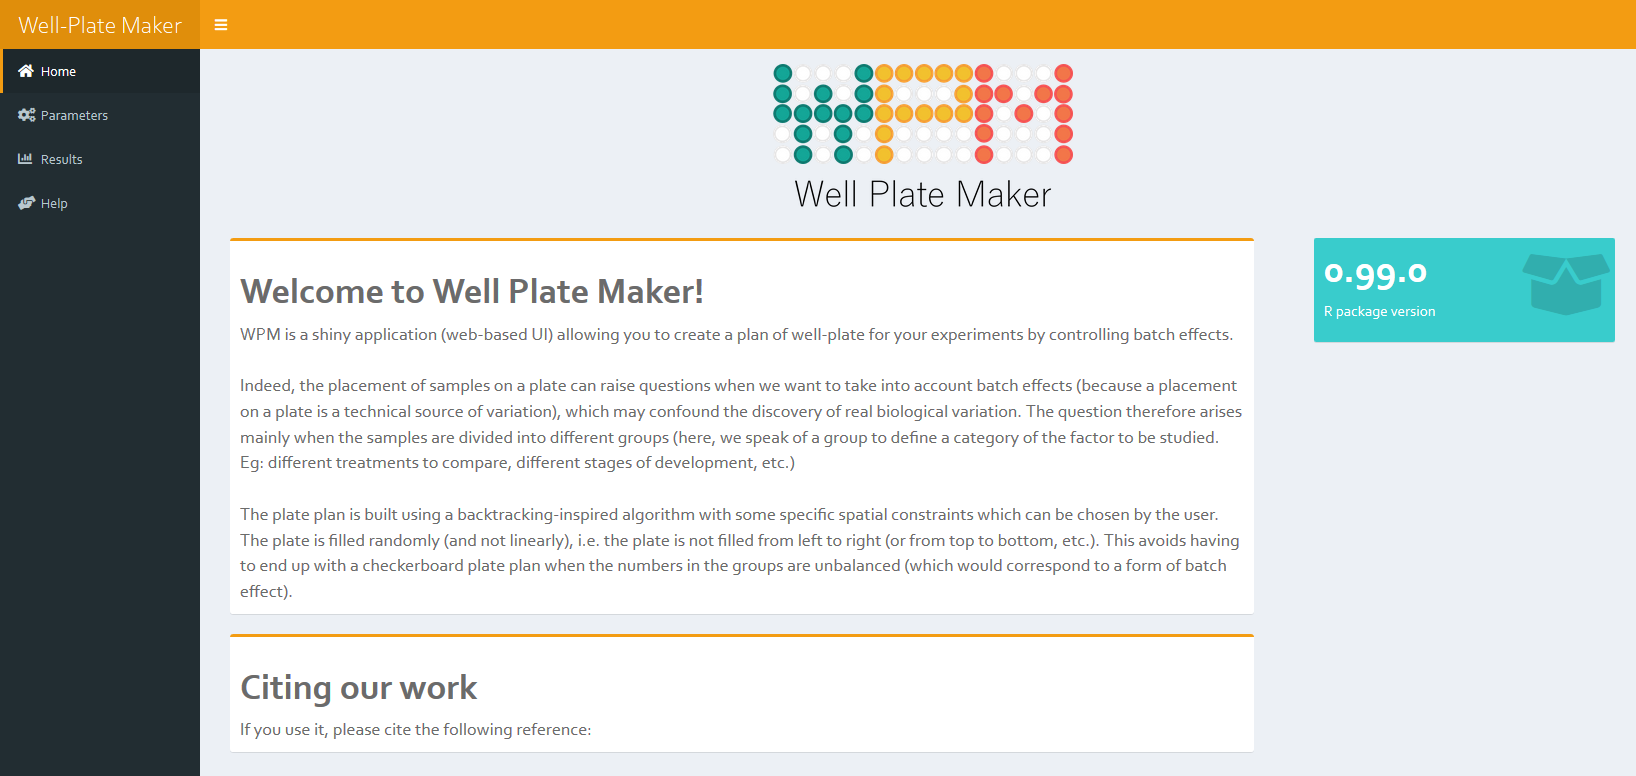 Well-Plate Maker
Home
Parameters
Results
Help
WPM
Well Plate Maker
Welcome to Well Plate Maker!
WPM is a shiny application (web-based UI) allowing you to create a plan of well-plate for your experiments by controlling batch effects.
Indeed, the placement of samples on a plate can raise questions when we want to take into account batch effects (because a placement
on a plate is a technical source of variation), which may confound the discovery of real biological variation. The question therefore arises
mainly when the samples are divided into different groups (here, we speak of a group to define a category of the factor to be studied.
Eg: different treatments to compare, different stages of development, etc.)
The plate plan is built using a backtracking-inspired algorithm with some specific spatial constraints which can be chosen by the user.
The plate is filled randomly (and not linearly), i.e. the plate is not filled from left to right (or from top to bottom, etc.). This avoids having
to end up with a checkerboard plate plan when the numbers in the groups are unbalanced (which would correspond to a form of batch
effect).
Citing our work
If you use it, please cite the following reference:
0.99.0
R package version